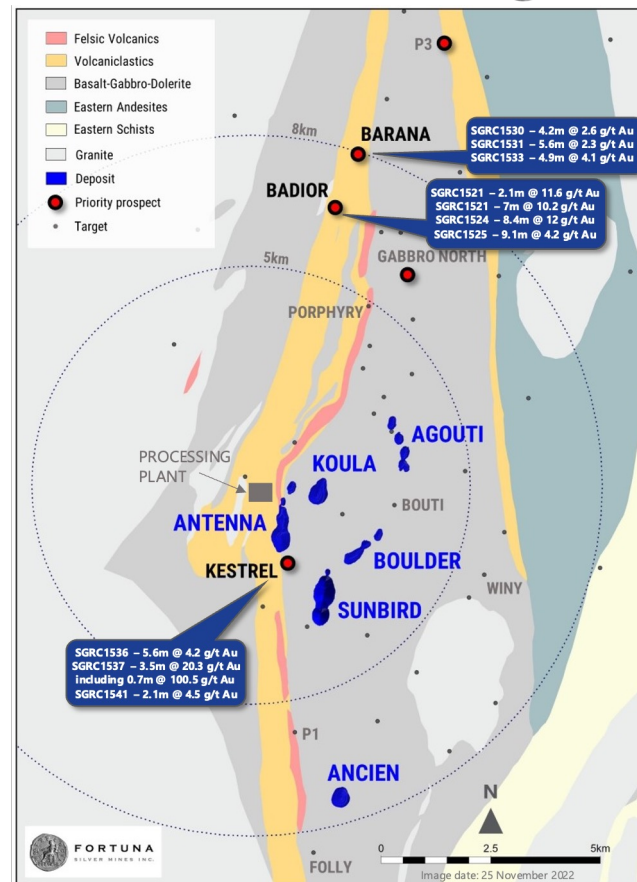 Felsic Volcanics
Volcaniclastics
Basalt-Gabbro-Dolerite
Eastern Andesites
Eastern Schists
Granite
Deposit
Priority prospect
Target
P3
8km
BARANA
SGRC1530 – 4.2m @ 2.6 g/t Au
SGRC1531 – 5.6m @ 2.3 g/t Au
SGRC1533 – 4.9m @ 4.1 g/t Au
BADIOR
SGRC1521 – 2.1m @ 11.6 g/t Au
SGRC1521 – 7m @ 10.2 g/t Au
SGRC1524 – 8.4m @ 12 g/t Au
SGRC1525 – 9.1m @ 4.2 g/t Au
5km
GABBRO NORTH
PORPHYRY
AGOUTI
PROCESSING
PLANT
KOULA
BOUTI
ANTENNA
BOULDER
KESTREL
WINY
SUNBIRD
SGRC1536 – 5.6m @ 4.2 g/t Au
SGRC1537 – 3.5m @ 20.3 g/t Au
including 0.7m @ 100.5 g/t Au
SGRC1541 – 2.1m @ 4.5 g/t Au
P1
ANCIEN
N
FORTUNA
SILVER MINES INC.
FOLLY
0 2.5 5km
Image date: 25 November 2022